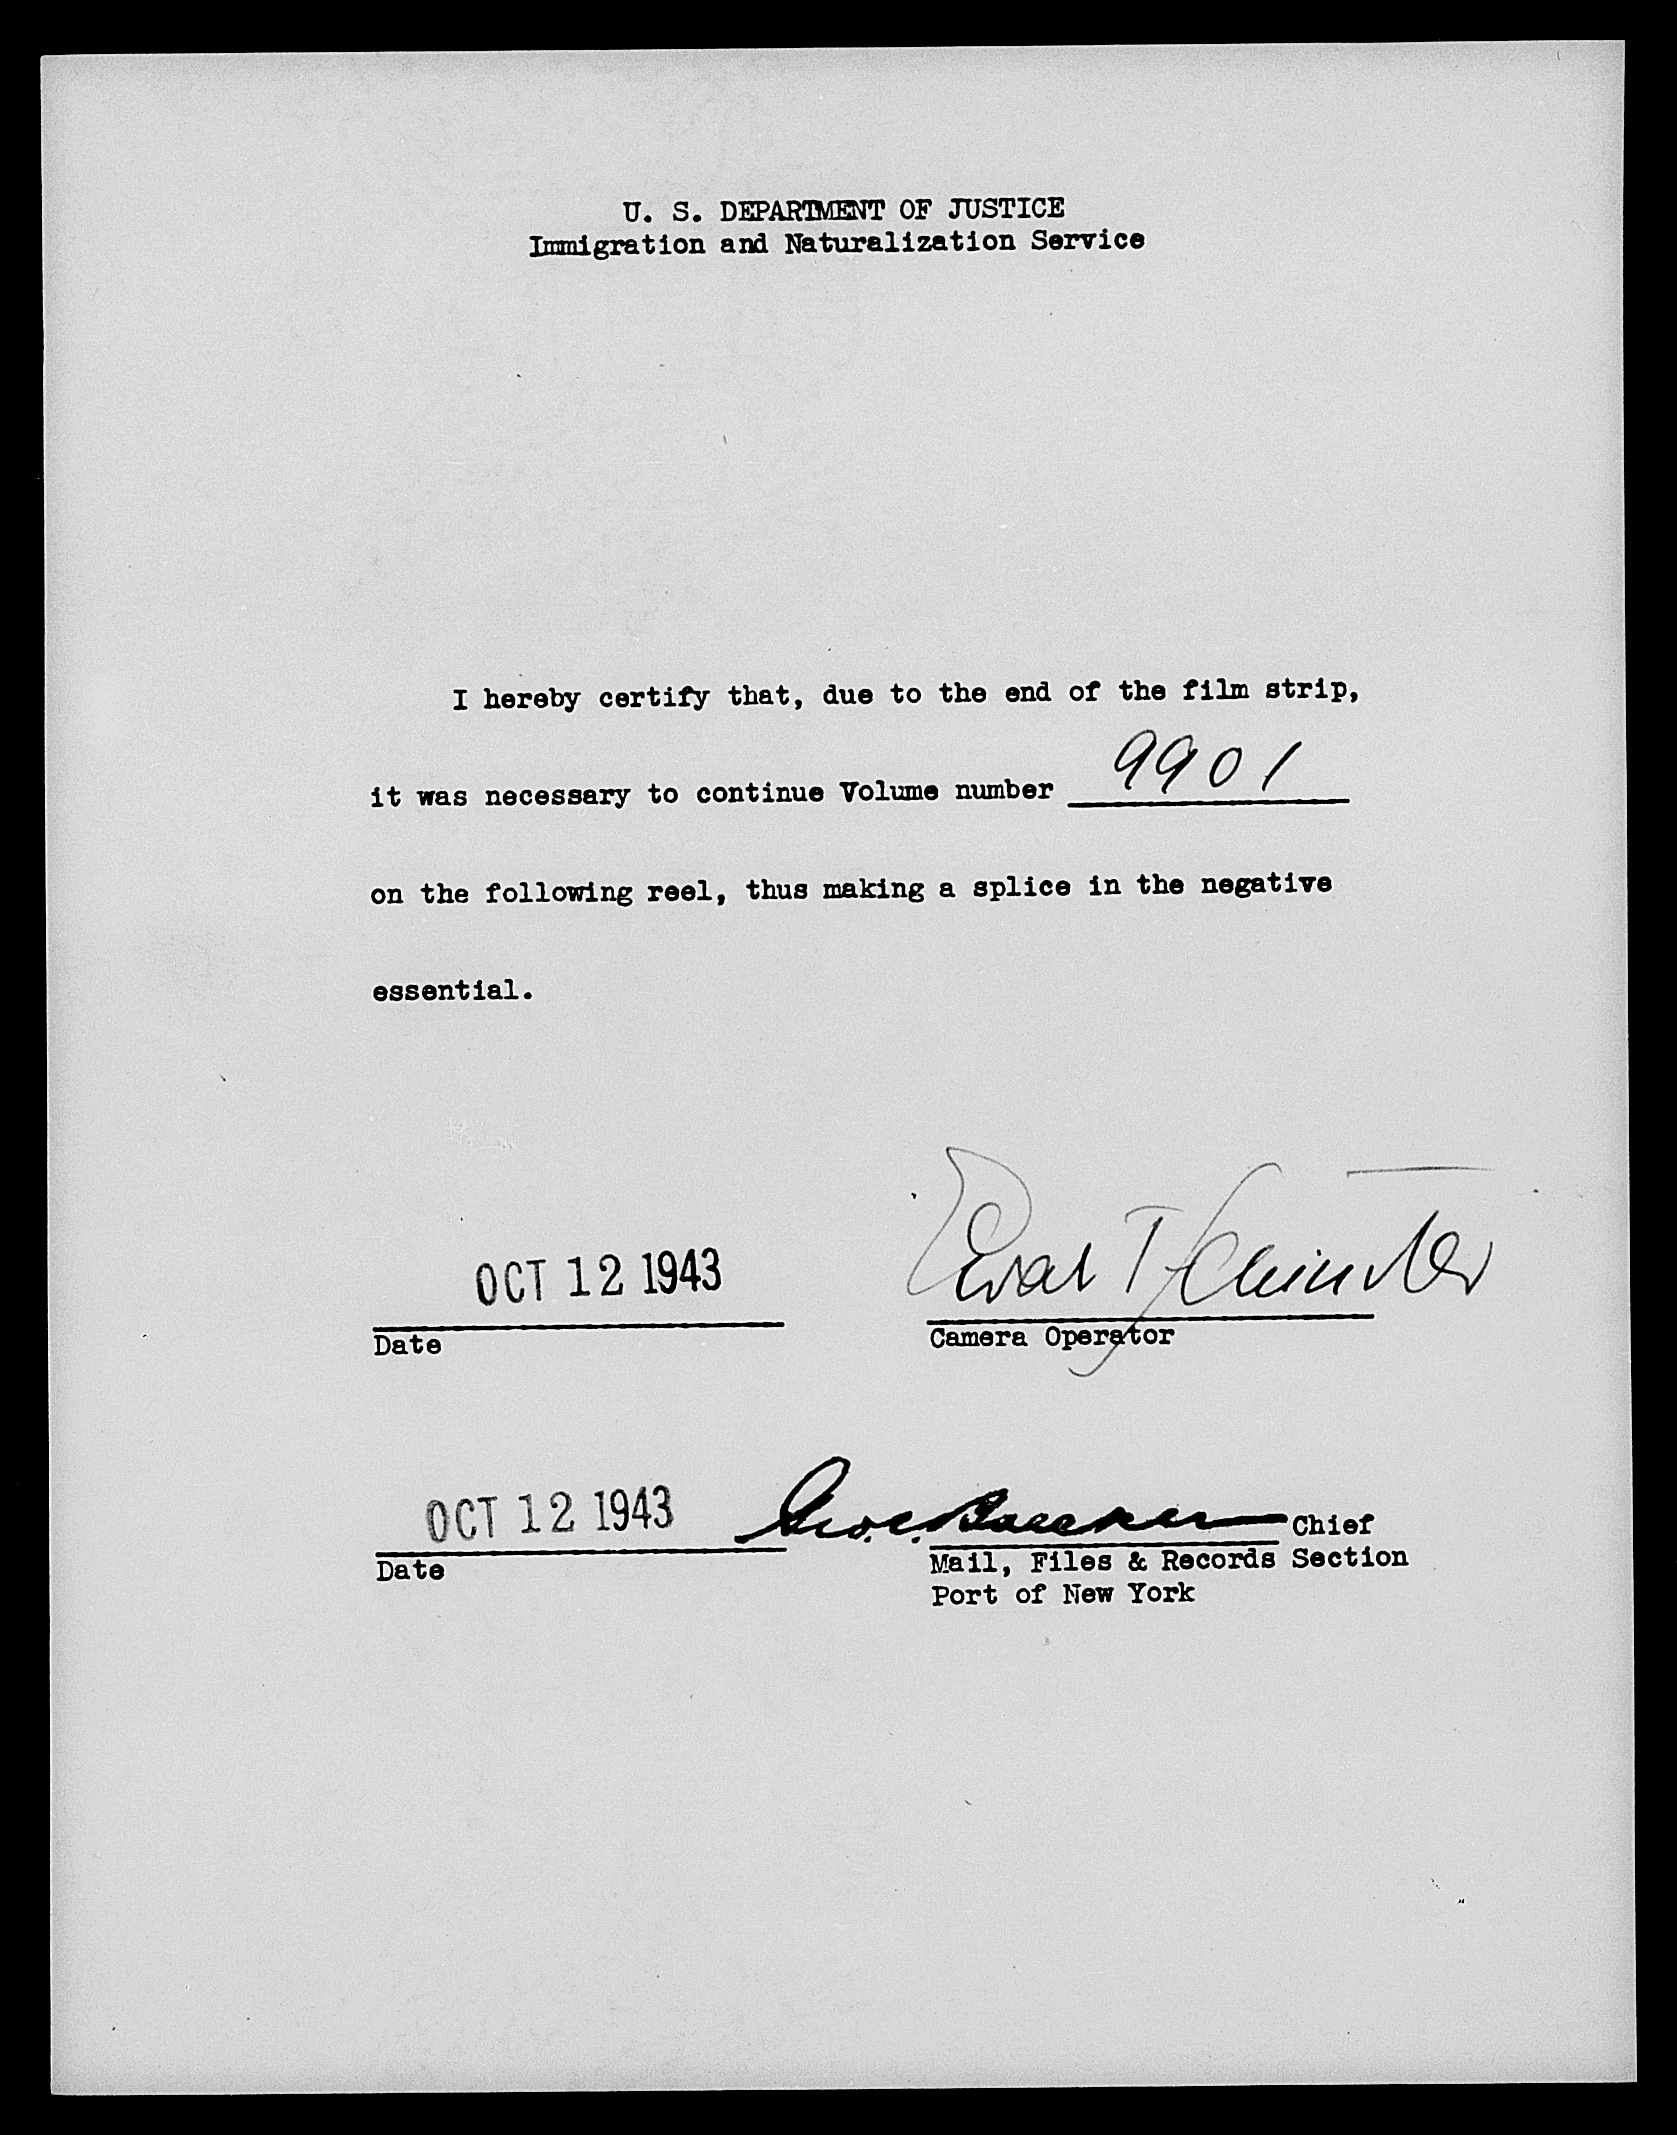 U. S. DEPARTMENT OF JUSTICE
Immigration and Naturalization Service
I hereby certify that, due to the end of the film strip,
it was necessary to continue Volume number 9901
on the following reel, thus making a splice in the negative
essential.
OCT 12 1943
Date
Camera Operator
OCT 12 1943 Chief
Date
Mail, Files & Records Section
Port of New York